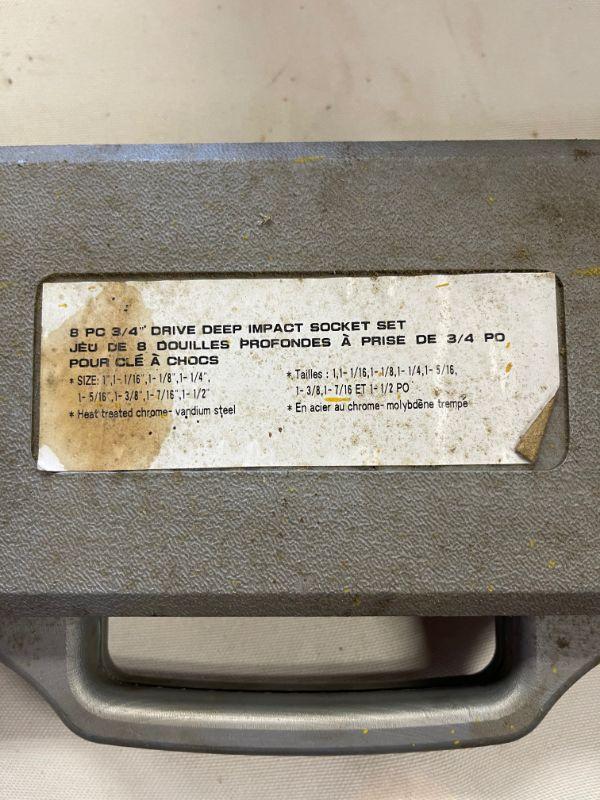 8 PC 3/4" DRIVE DEEP IMPACT SOCKET SET
JEU DE 8 DOUILLES PROFONDES À PRISE DE 3/4 PO
POUR CLÉ À CHOCS
* SIZE: 1",1- 1/16",1- 1/8",1- 1/4",
1- 5/16",1- 3/8",1- 7/16",1- 1/2"
* Heat treated chrome- vandium steel
* Tailles : 1,1- 1/16,1- 1/8,1- 1/4,1- 5/16,
1- 3/8,1- 7/16 ET 1- 1/2 PO
* En acier au chrome- molybdène trempé